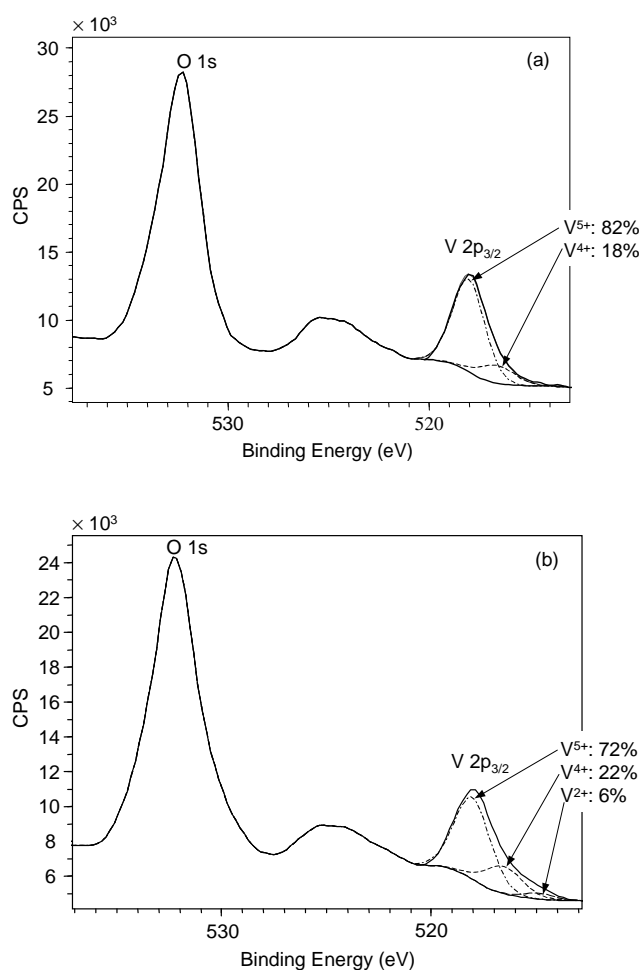 × 10³
30
25
20
15
10
5
CPS
O 1s
(a)
V 2p₃/₂
V⁵⁺: 82%
V⁴⁺: 18%
530
520
Binding Energy (eV)
× 10³
24
22
20
18
16
14
12
10
8
6
CPS
O 1s
(b)
V 2p₃/₂
V⁵⁺: 72%
V⁴⁺: 22%
V²⁺: 6%
530
520
Binding Energy (eV)